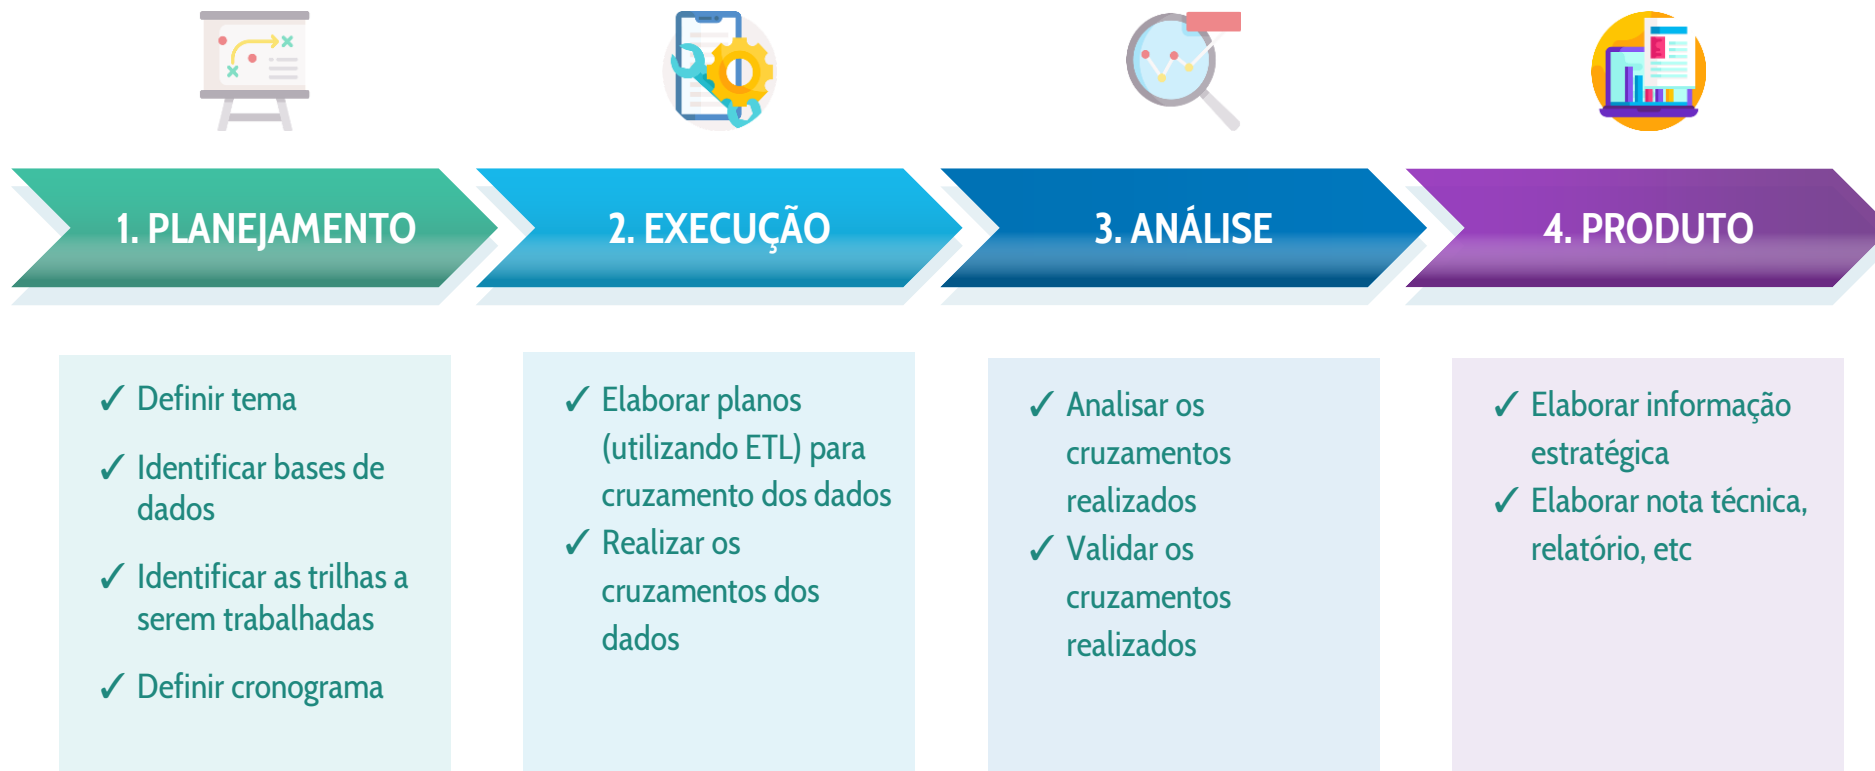 1. PLANEJAMENTO
2. EXECUÇÃO
3. ANÁLISE
4. PRODUTO
✓ Definir tema
✓ Identificar bases de
dados
✓ Identificar as trilhas a
serem trabalhadas
✓ Definir cronograma
✓ Elaborar planos
(utilizando ETL) para
cruzamento dos dados
✓ Realizar os
cruzamentos dos
dados
✓ Analisar os
cruzamentos
realizados
✓ Validar os
cruzamentos
realizados
✓ Elaborar informação
estratégica
✓ Elaborar nota técnica,
relatório, etc